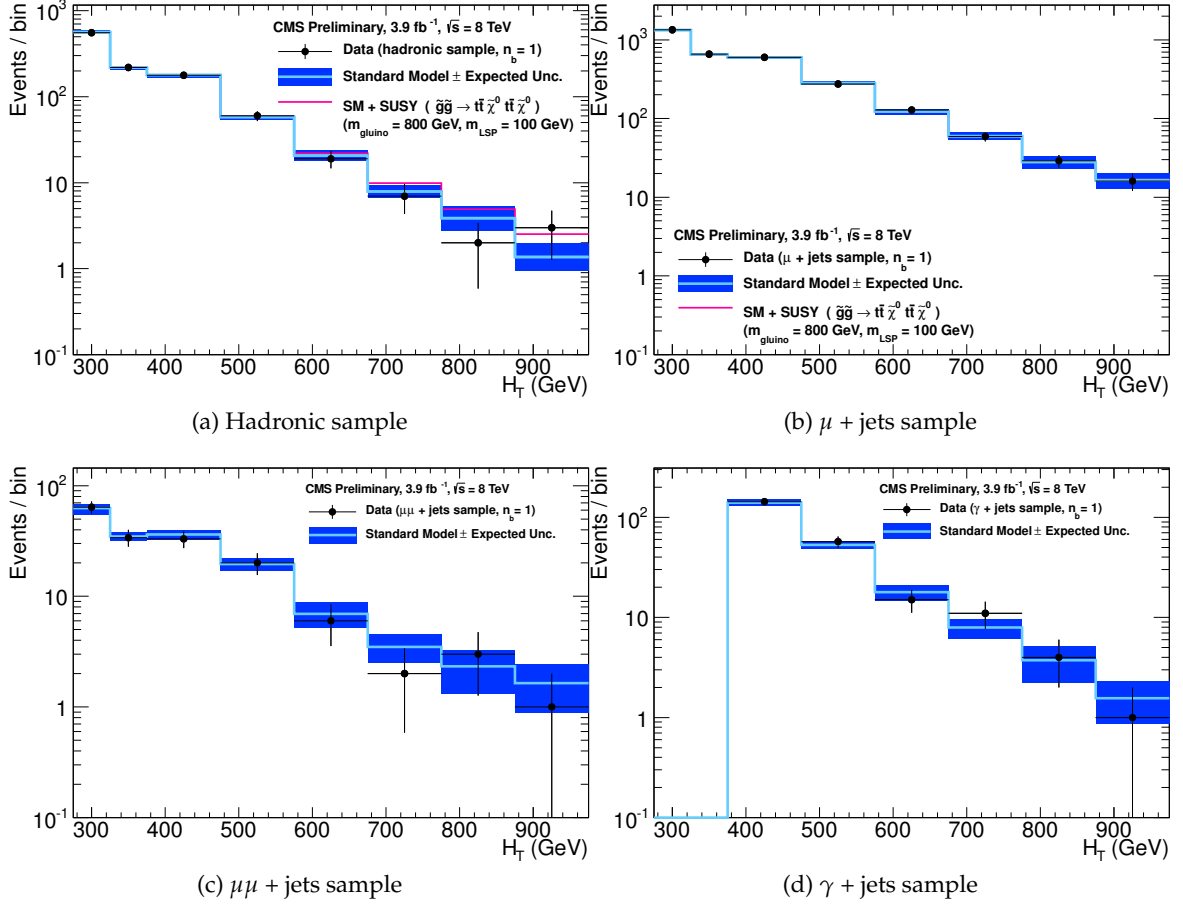 Events / bin
10³
10²
10
1
10⁻¹
CMS Preliminary, 3.9 fb⁻¹, √s = 8 TeV
Data (hadronic sample, n_b = 1)
Standard Model ± Expected Unc.
SM + SUSY ( g̃g̃ → tt̄ χ̃⁰ tt̄ χ̃⁰ )
(m_gluino = 800 GeV, m_LSP = 100 GeV)
300 400 500 600 700 800 900
H_T (GeV)
(a) Hadronic sample
Events / bin
10³
10²
10
1
10⁻¹
CMS Preliminary, 3.9 fb⁻¹, √s = 8 TeV
Data (μ + jets sample, n_b = 1)
Standard Model ± Expected Unc.
SM + SUSY ( g̃g̃ → tt̄ χ̃⁰ tt̄ χ̃⁰ )
(m_gluino = 800 GeV, m_LSP = 100 GeV)
300 400 500 600 700 800 900
H_T (GeV)
(b) μ + jets sample
Events / bin
10²
10
1
10⁻¹
CMS Preliminary, 3.9 fb⁻¹, √s = 8 TeV
Data (μμ + jets sample, n_b = 1)
Standard Model ± Expected Unc.
300 400 500 600 700 800 900
H_T (GeV)
(c) μμ + jets sample
Events / bin
10²
10
1
10⁻¹
CMS Preliminary, 3.9 fb⁻¹, √s = 8 TeV
Data (γ + jets sample, n_b = 1)
Standard Model ± Expected Unc.
300 400 500 600 700 800 900
H_T (GeV)
(d) γ + jets sample